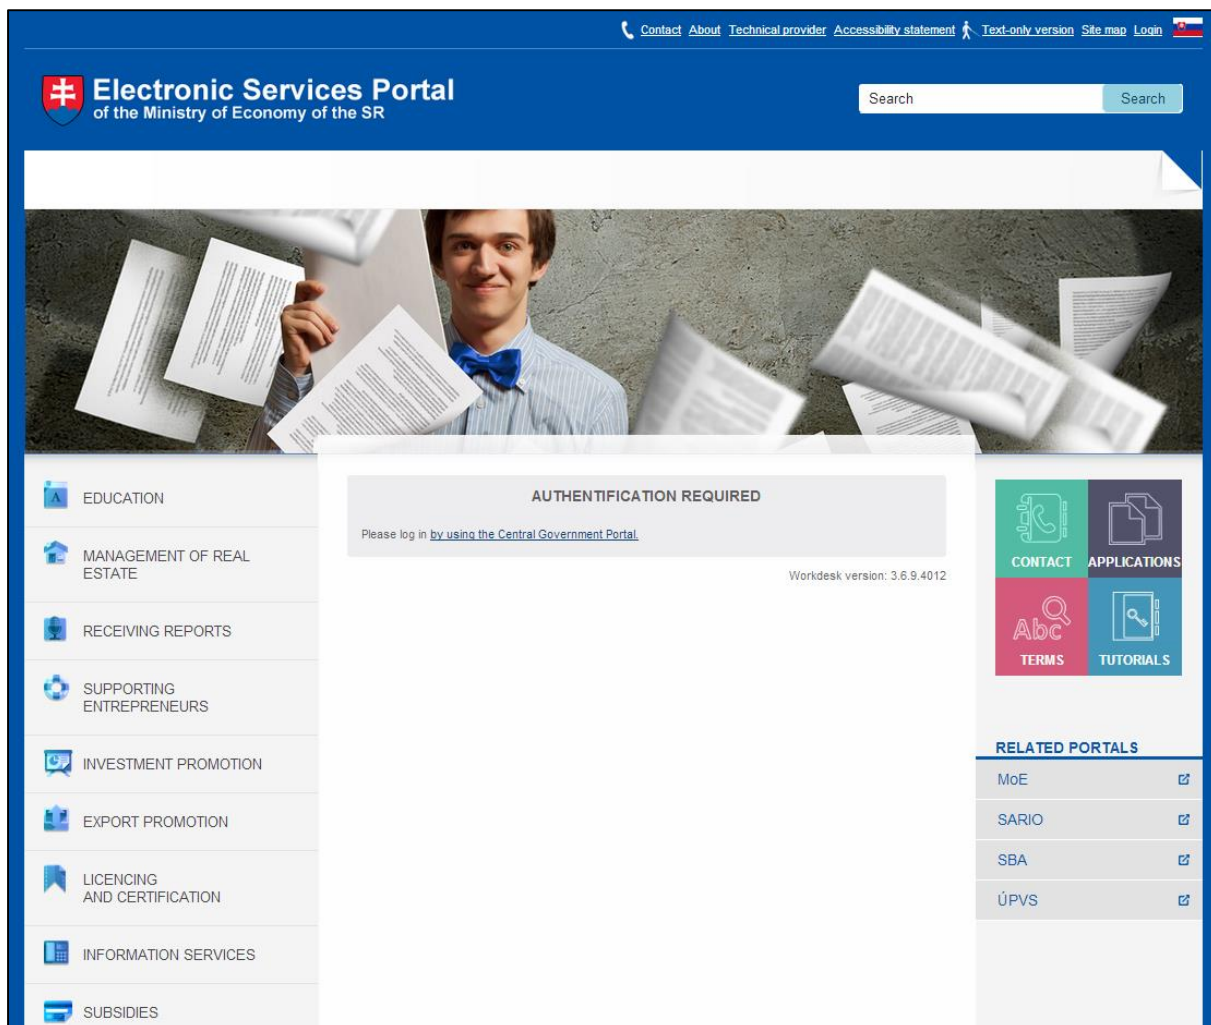 Contact About Technical provider Accessibility statement Text-only version Site map Login
Electronic Services Portal
of the Ministry of Economy of the SR
Search Search
EDUCATION
MANAGEMENT OF REAL
ESTATE
RECEIVING REPORTS
SUPPORTING
ENTREPRENEURS
INVESTMENT PROMOTION
EXPORT PROMOTION
LICENCING
AND CERTIFICATION
INFORMATION SERVICES
SUBSIDIES
AUTHENTIFICATION REQUIRED
Please log in by using the Central Government Portal.
Workdesk version: 3.6.9.4012
CONTACT APPLICATIONS
Abc
TERMS TUTORIALS
RELATED PORTALS
MoE
SARIO
SBA
ÚPVS